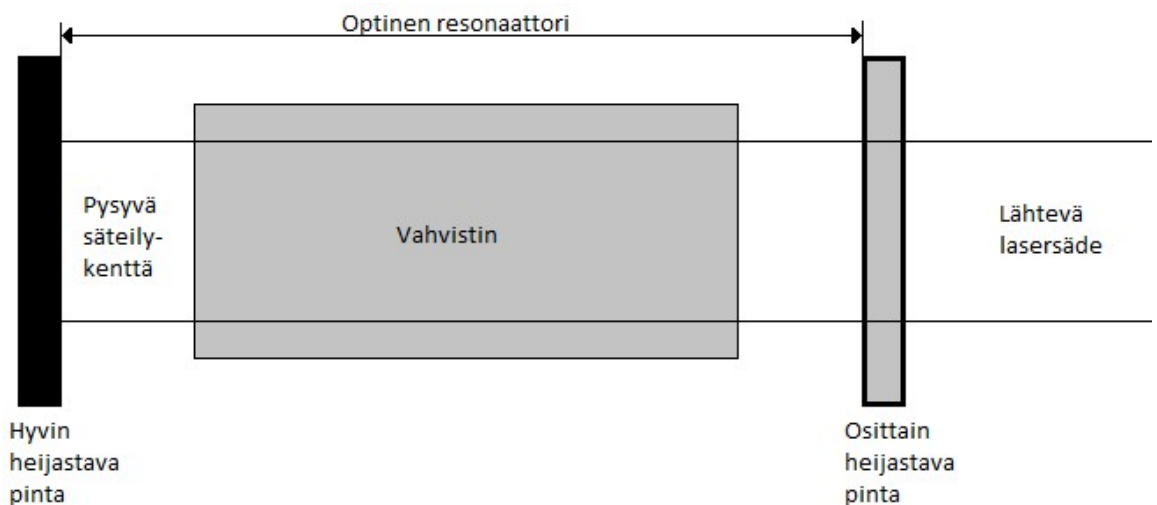 Optinen resonaattori
Pysyvä
säteily-
kenttä
Vahvistin
Lähtevä
lasersäde
Hyvin
heijastava
pinta
Osittain
heijastava
pinta